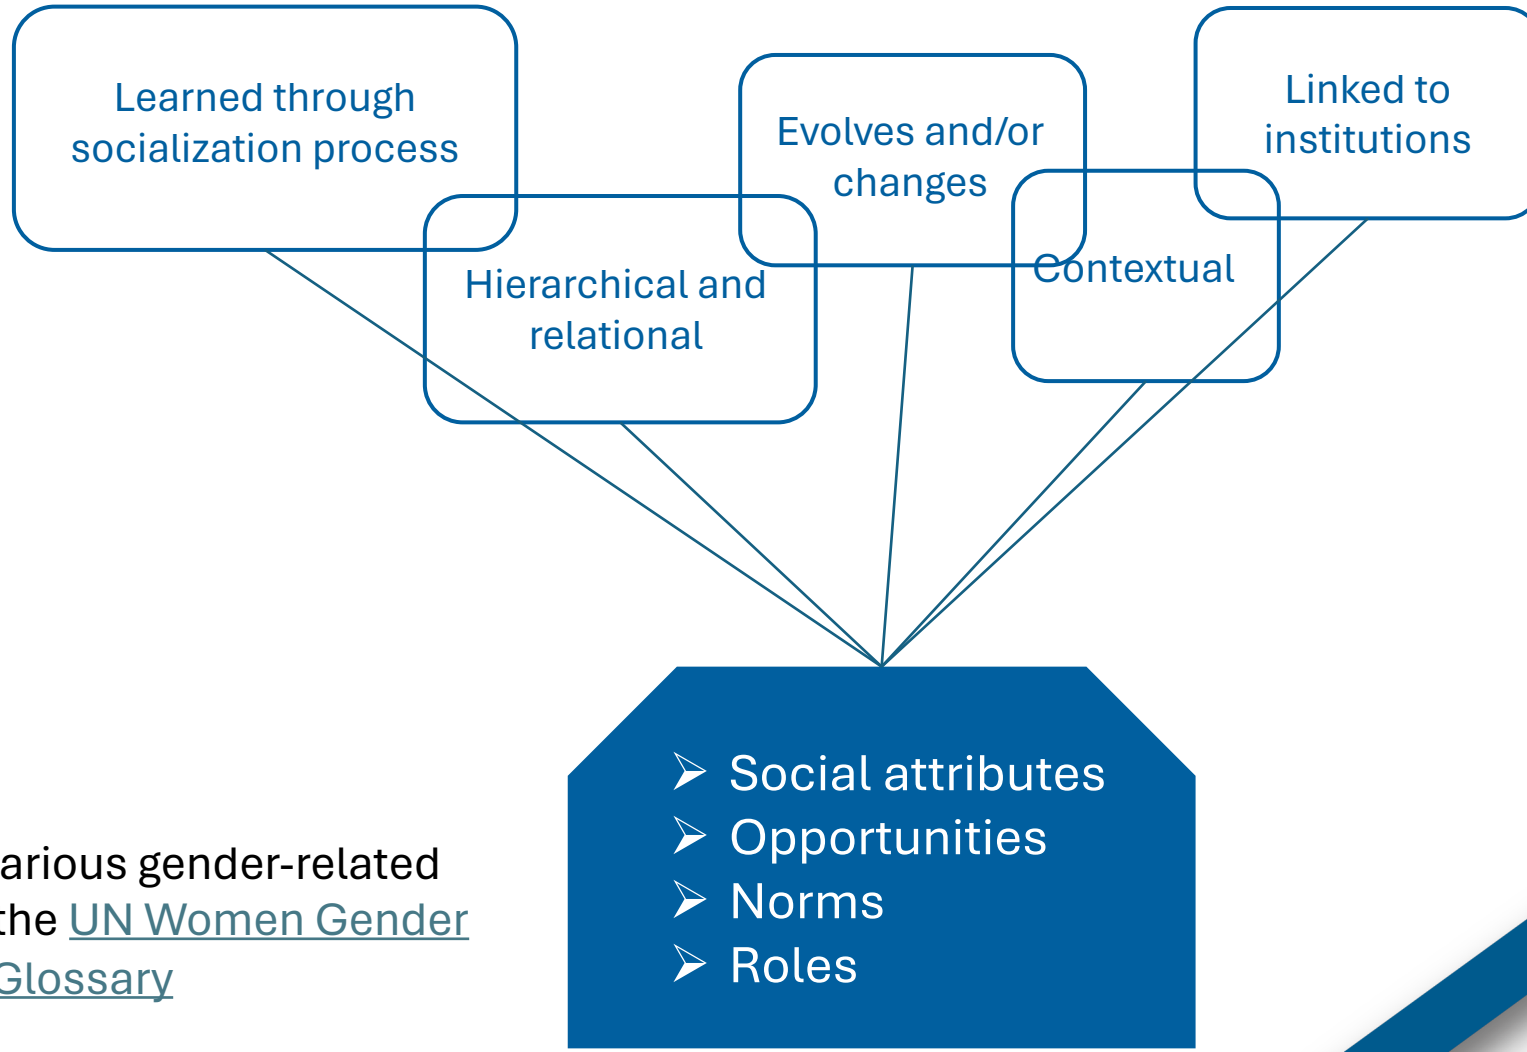 Learned through
socialization process
Hierarchical and
relational
Evolves and/or
changes
Contextual
Linked to
institutions
➢ Social attributes
➢ Opportunities
➢ Norms
➢ Roles
arious gender-related
the UN Women Gender
Glossary